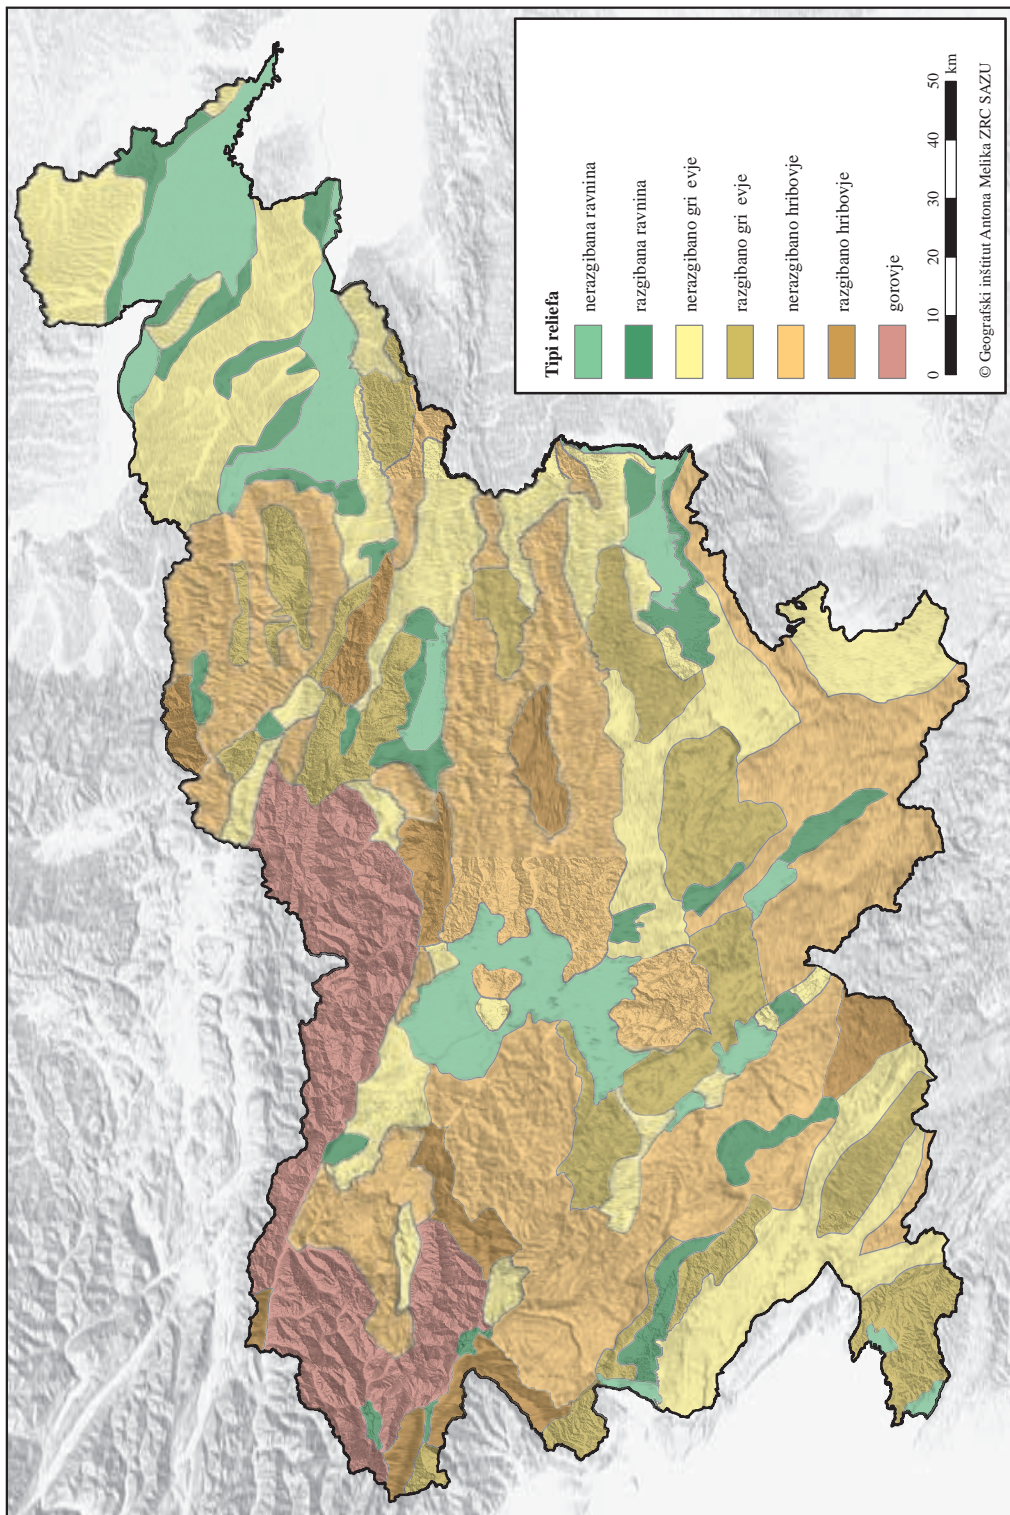 Tipi reliefa
nerazgibana ravnina
razgibana ravnina
nerazgibano gri evje
razgibano gri evje
nerazgibano hribovje
razgibano hribovje
gorovje
0 10 20 30 40 50
km
© Geografski inštitut Antona Melika ZRC SAZU